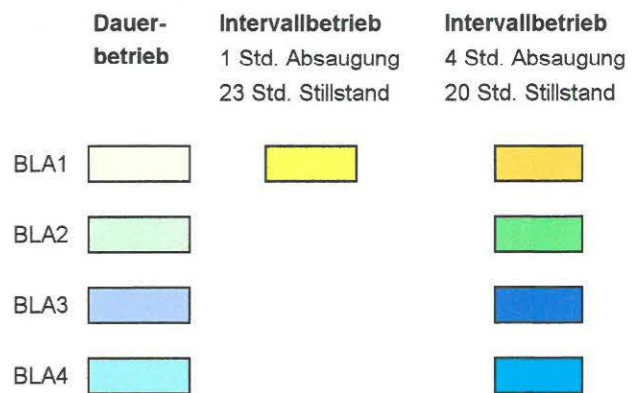 Dauer-
betrieb
Intervallbetrieb
1 Std. Absaugung
23 Std. Stillstand
Intervallbetrieb
4 Std. Absaugung
20 Std. Stillstand
BLA1
BLA2
BLA3
BLA4